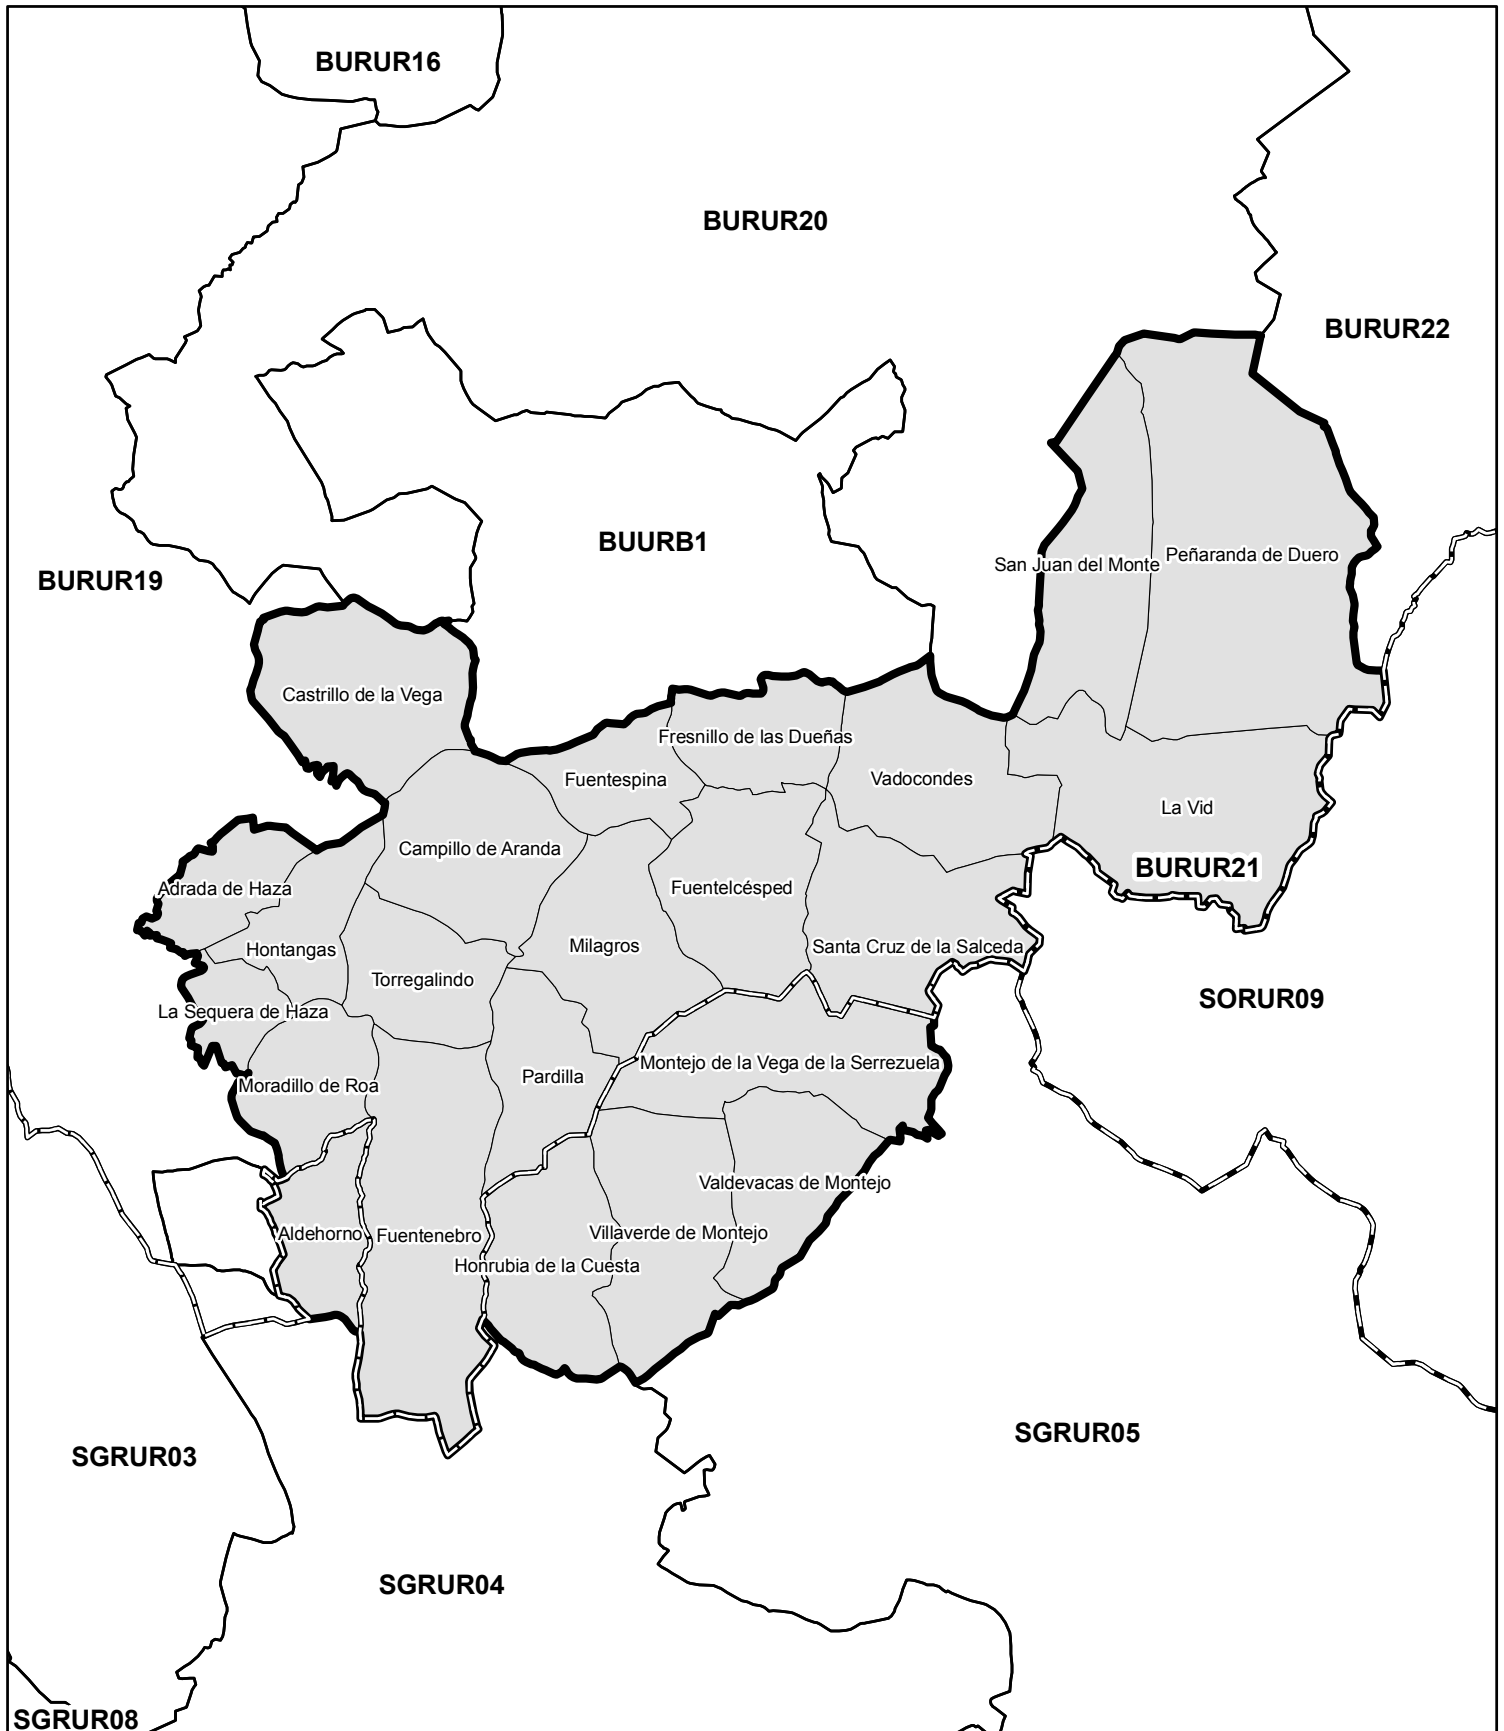 BURUR16
BURUR20
BURUR22
BUURB1
San Juan del Monte
Peñaranda de Duero
BURUR19
Castrillo de la Vega
Fresnillo de las Dueñas
Fuentespina
Vadocondes
La Vid
Campillo de Aranda
BURUR21
Adrada de Haza
Fuentelcésped
Hontangas
Milagros
Santa Cruz de la Salceda
Torregalindo
SORUR09
La Sequera de Haza
Montejo de la Vega de la Serrezuela
Pardilla
Moradillo de Roa
Valdevacas de Montejo
Aldehorno
Fuentenebro
Villaverde de Montejo
Honrubia de la Cuesta
SGRUR05
SGRUR03
SGRUR04
SGRUR08